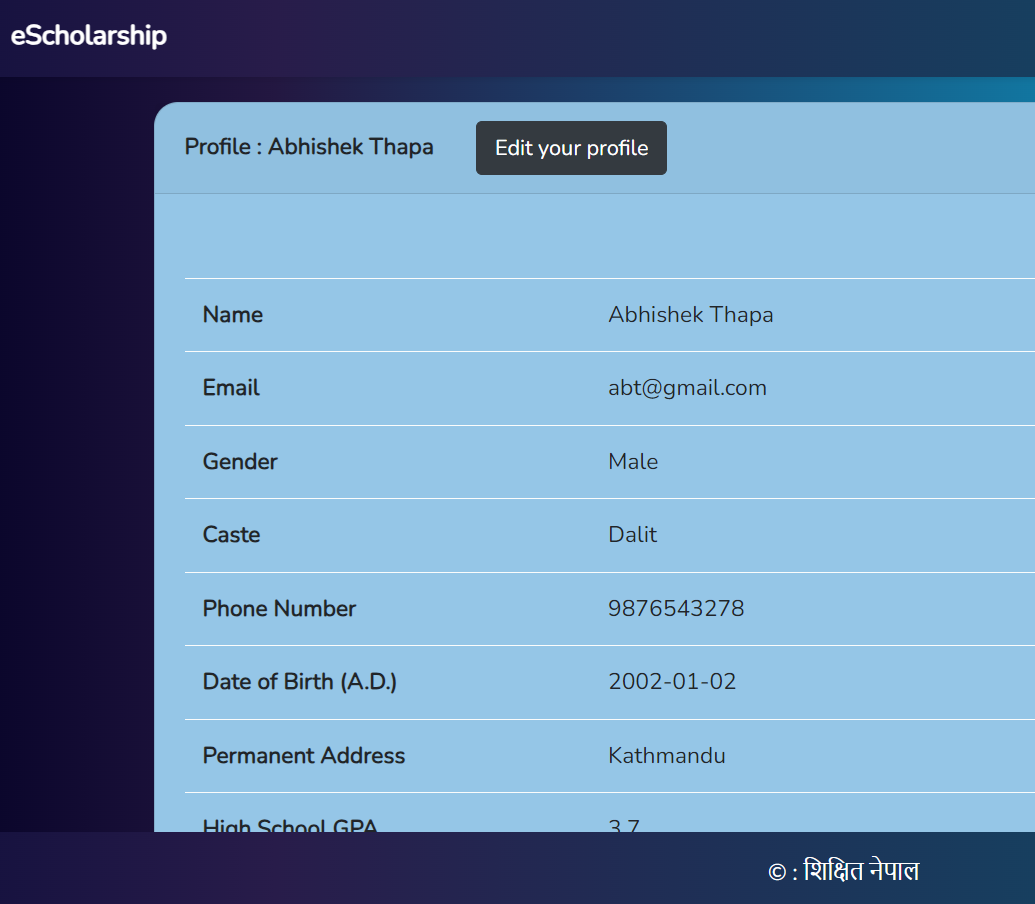 eScholarship
Profile : Abhishek Thapa Edit your profile
Name Abhishek Thapa
Email abt@gmail.com
Gender Male
Caste Dalit
Phone Number 9876543278
Date of Birth (A.D.) 2002-01-02
Permanent Address Kathmandu
High School GPA 3.7
© : शिक्षित नेपाल